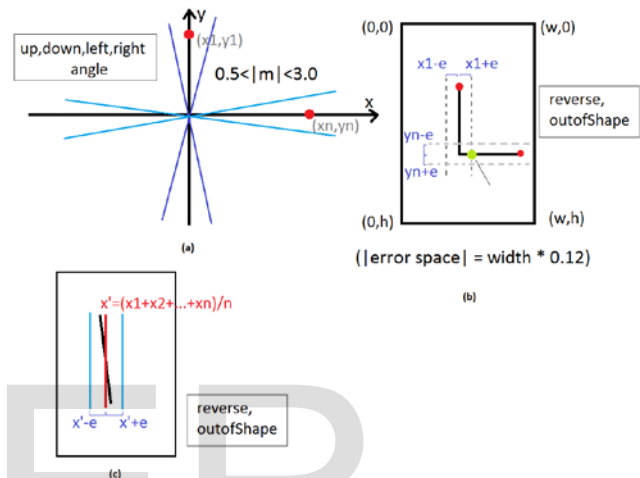 y
(x1,y1)
up,down,left,right
angle
0.5<|m|<3.0
x
(xn,yn)
(a)
(0,0)
(w,0)
x1-e
x1+e
reverse,
outofShape
yn-e
yn+e
(0,h)
(w,h)
(|error space| = width * 0.12)
(b)
x'=(x1+x2+...+xn)/n
x'-e
x'+e
reverse,
outofShape
(c)